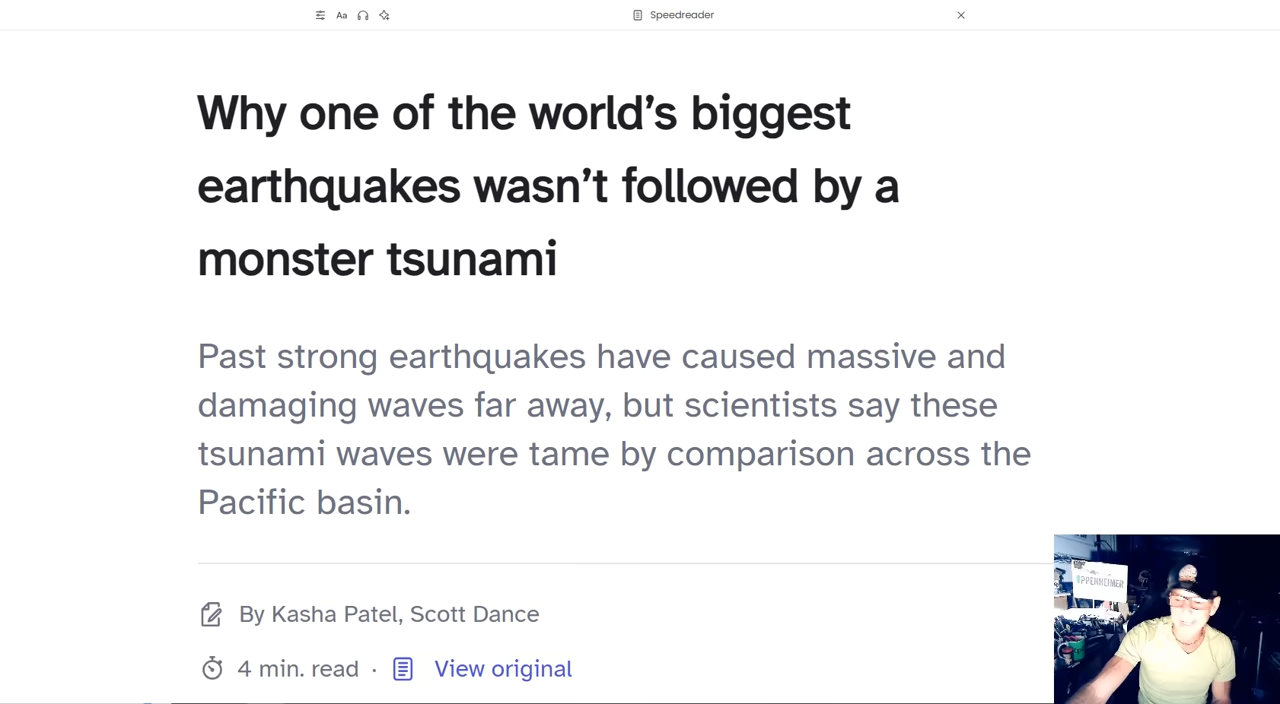 Aa
Speedreader
Why one of the world’s biggest
earthquakes wasn’t followed by a
monster tsunami
Past strong earthquakes have caused massive and
damaging waves far away, but scientists say these
tsunami waves were tame by comparison across the
Pacific basin.
By Kasha Patel, Scott Dance
4 min. read · View original
OPPENHEIMER